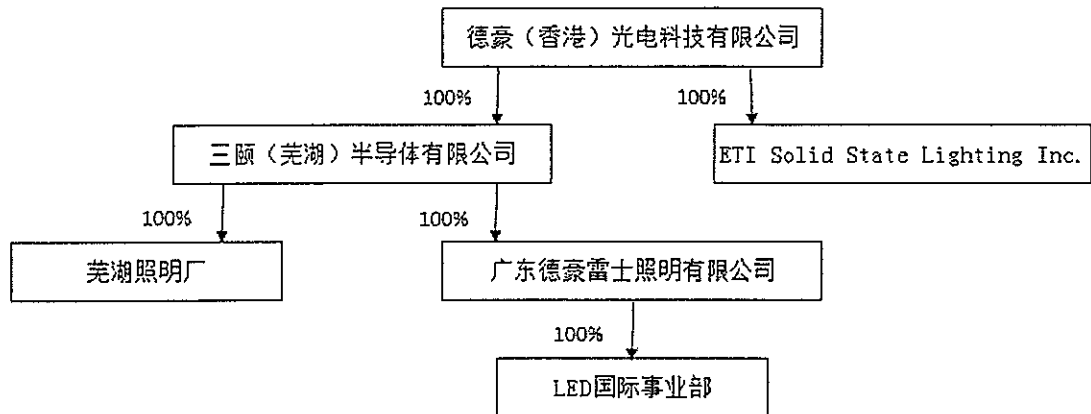 德豪（香港）光电科技有限公司
100%
100%
三颐（芜湖）半导体有限公司
ETI Solid State Lighting Inc.
100%
100%
芜湖照明厂
广东德豪雷士照明有限公司
100%
LED国际事业部